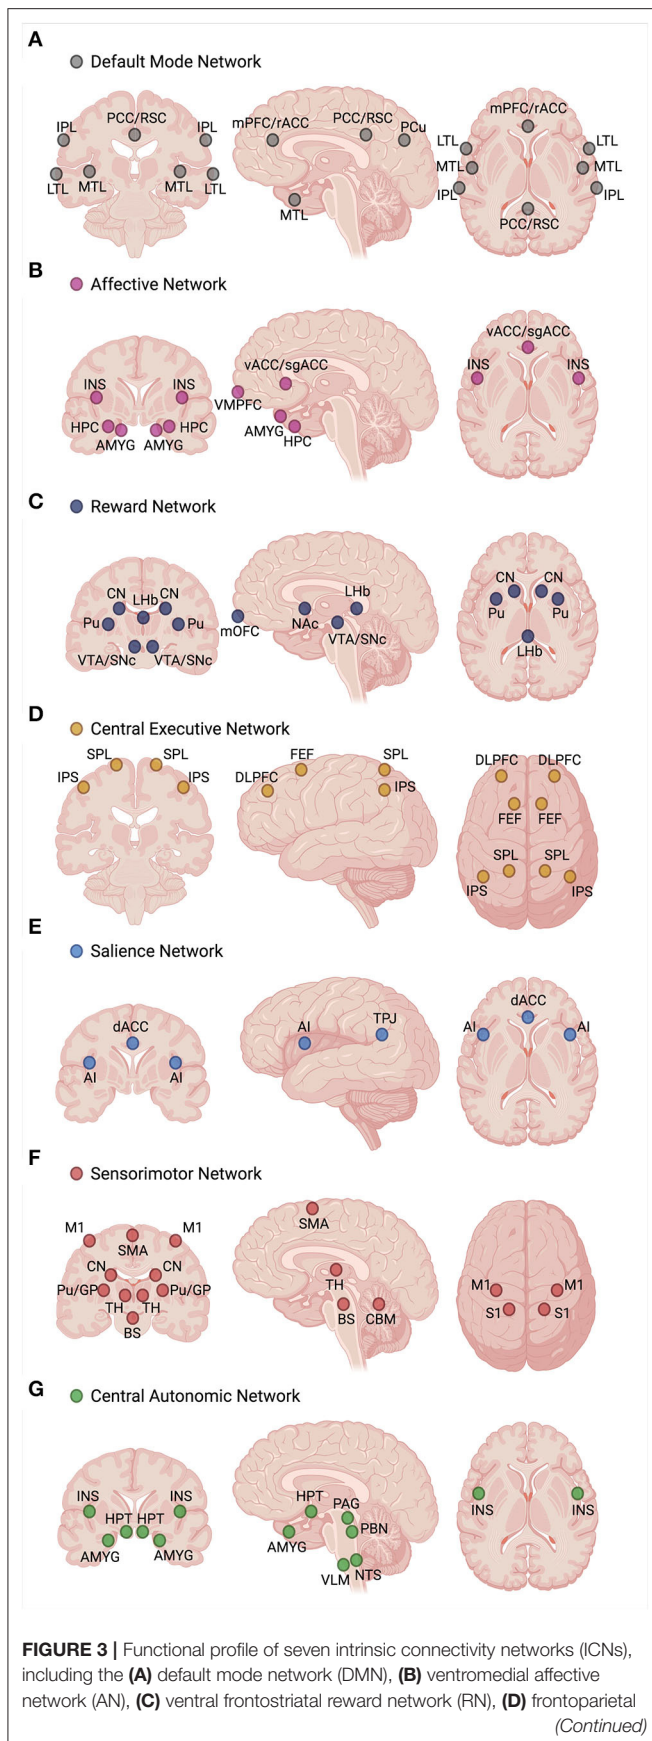 A
Default Mode Network
PCC/RSC
IPL
IPL
LTL
MTL
MTL
LTL
mPFC/rACC
PCC/RSC
PCu
MTL
mPFC/rACC
LTL
LTL
MTL
MTL
IPL
IPL
PCC/RSC
B
Affective Network
INS
INS
HPC
HPC
AMYG
AMYG
vACC/sgACC
VMPFC
AMYG
HPC
vACC/sgACC
INS
INS
C
Reward Network
CN
LHb
CN
Pu
Pu
VTA/SNc
VTA/SNc
LHb
mOFC
NAc
VTA/SNc
CN
CN
Pu
Pu
LHb
D
Central Executive Network
SPL
SPL
IPS
IPS
FEF
SPL
DLPFC
IPS
DLPFC
DLPFC
FEF
FEF
SPL
SPL
IPS
IPS
E
Salience Network
dACC
AI
AI
AI
TPJ
dACC
AI
AI
F
Sensorimotor Network
M1
M1
SMA
CN
CN
Pu/GP
Pu/GP
TH
TH
BS
SMA
TH
BS
CBM
M1
M1
S1
S1
G
Central Autonomic Network
INS
INS
HPT
HPT
AMYG
AMYG
HPT
PAG
PBN
AMYG
VLM
NTS
INS
INS
FIGURE 3 | Functional profile of seven intrinsic connectivity networks (ICNs),
including the (A) default mode network (DMN), (B) ventromedial affective
network (AN), (C) ventral frontostriatal reward network (RN), (D) frontoparietal
(Continued)